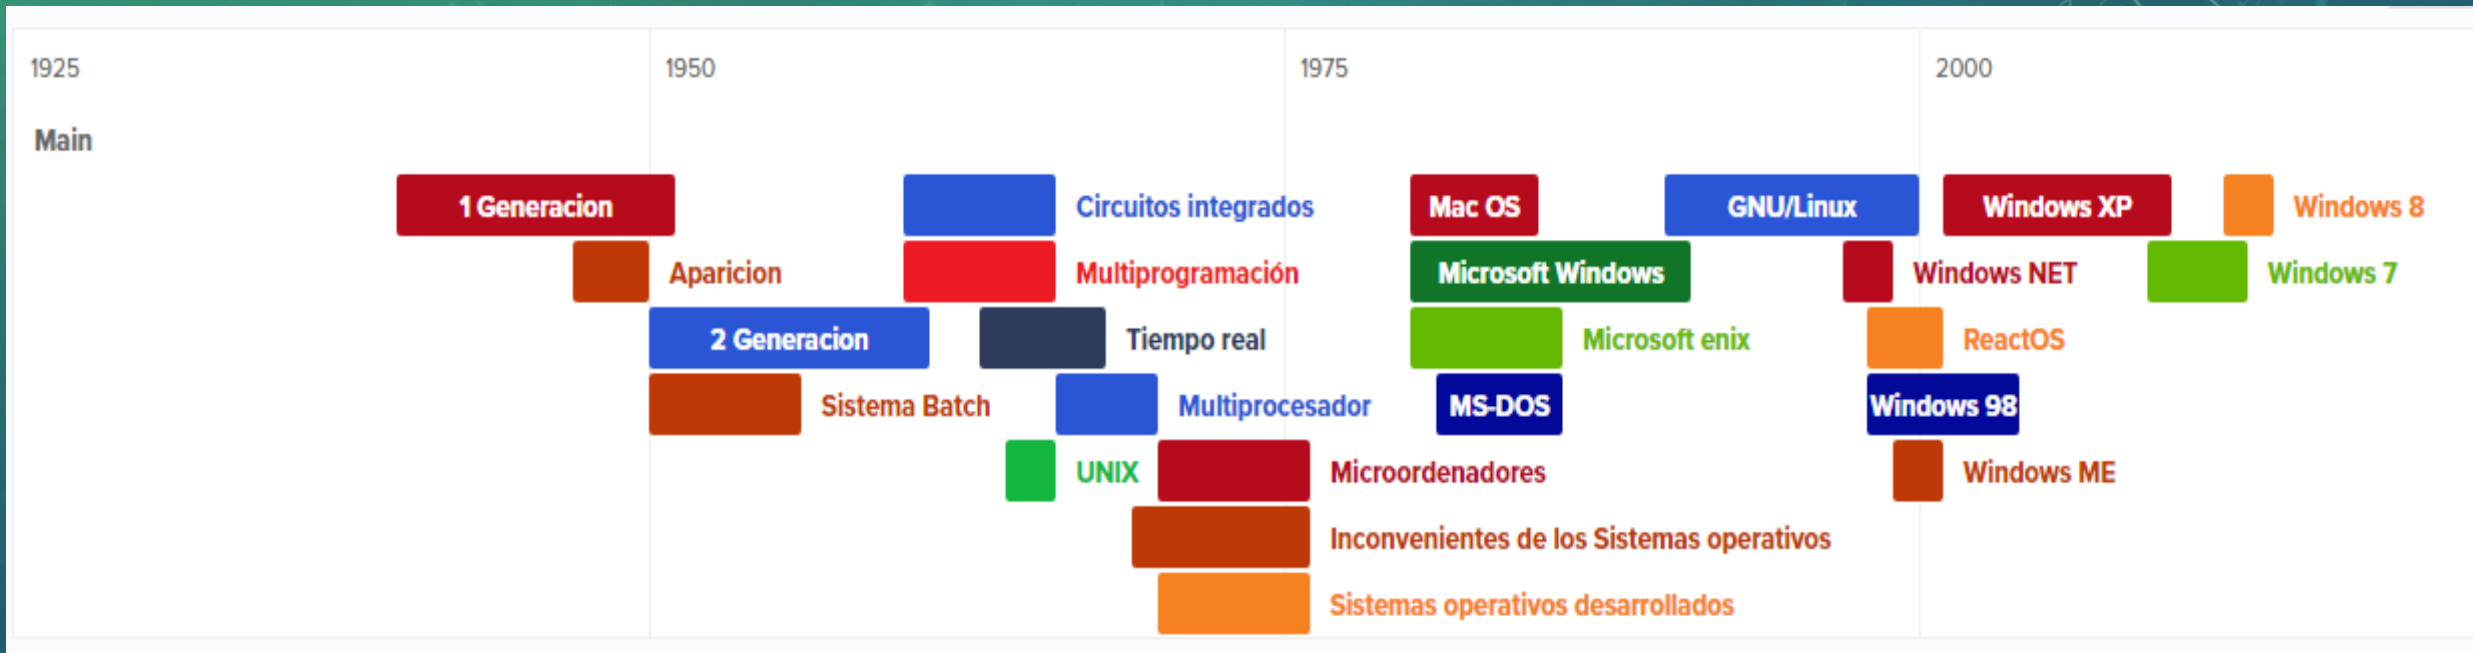 1925
1950
1975
2000
Main
1 Generacion
Circuitos integrados
Mac OS
GNU/Linux
Windows XP
Windows 8
Aparicion
Multiprogramación
Microsoft Windows
Windows NET
Windows 7
2 Generacion
Tiempo real
Microsoft enix
ReactOS
Sistema Batch
Multiprocesador
MS-DOS
Windows 98
UNIX
Microordenadores
Windows ME
Inconvenientes de los Sistemas operativos
Sistemas operativos desarrollados